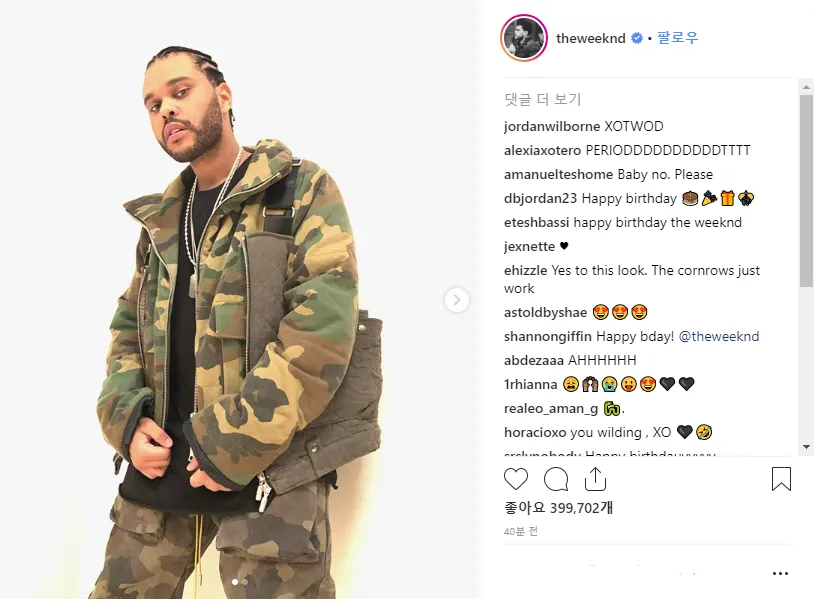 theweeknd • 팔로우
댓글 더 보기
jordanwilborne XOTWOD
alexiaxotero PERIODDDDDDDDDDTTTT
amanuelteshome Baby no. Please
dbjordan23 Happy birthday 🎂🎉🎁
eteshbassi happy birthday the weeknd
jexnette ♥
ehizzle Yes to this look. The cornrows just
work
astoldbyshae 😍😍😍
shannongiffin Happy bday! @theweeknd
abdezaaa AHHHHHH
1rhianna 😩😭😛😍🖤🖤
realeo_aman_g 🐍.
horacioxo you wilding , XO 🖤🤣
좋아요 399,702개
40분 전